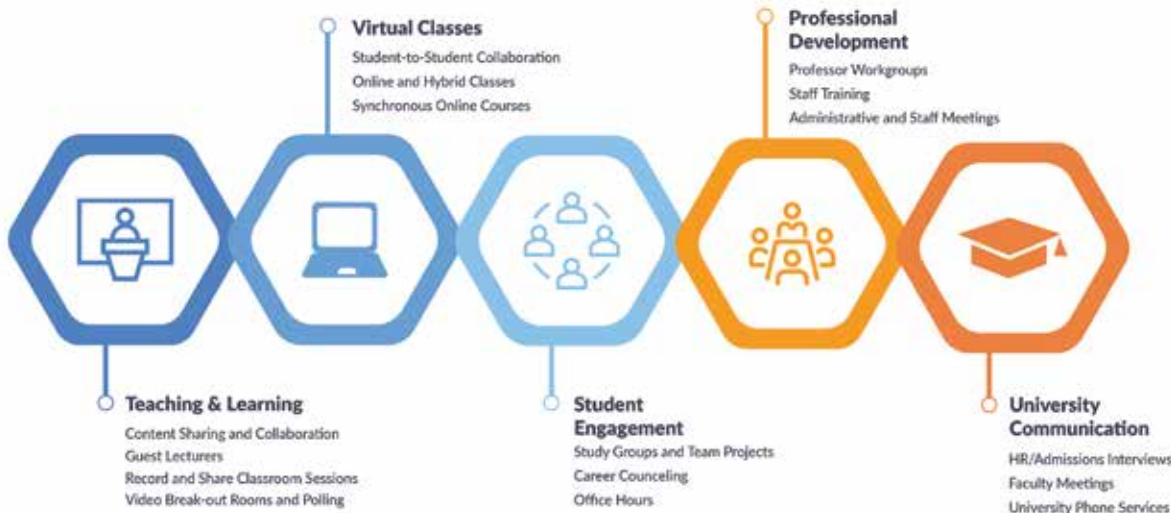 Virtual Classes
Student-to-Student Collaboration
Online and Hybrid Classes
Synchronous Online Courses
Professional
Development
Professor Workgroups
Staff Training
Administrative and Staff Meetings
Teaching & Learning
Content Sharing and Collaboration
Guest Lecturers
Record and Share Classroom Sessions
Video Break-out Rooms and Polling
Student
Engagement
Study Groups and Team Projects
Career Counceling
Office Hours
University
Communication
HR/Admissions Interviews
Faculty Meetings
University Phone Services